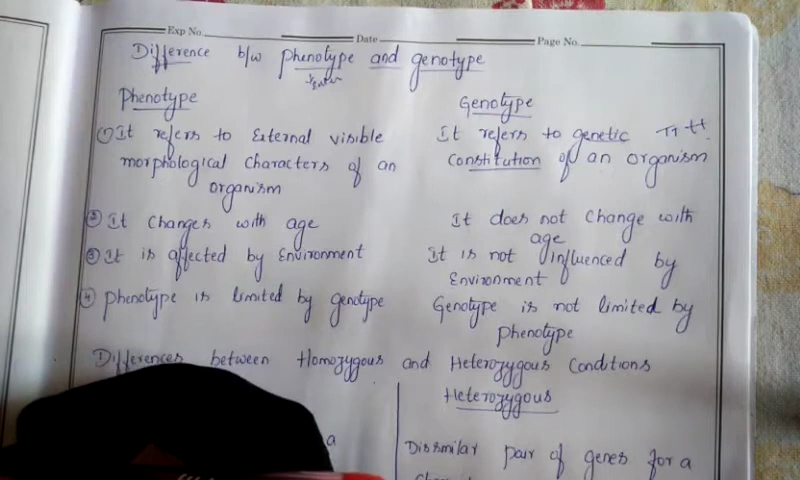 Exp No. Date Page No.
Difference b/w phenotype and genotype
Phenotype Genotype
① It refers to External visible It refers to genetic TT tt
morphological characters of an constitution of an organism
organism
② It changes with age It does not change with
age
③ It is affected by Environment It is not influenced by
Environment
④ phenotype is limited by genotype Genotype is not limited by
phenotype
Differences between Homozygous and Heterozygous Conditions
Heterozygous
a Dissimilar pair of genes for a